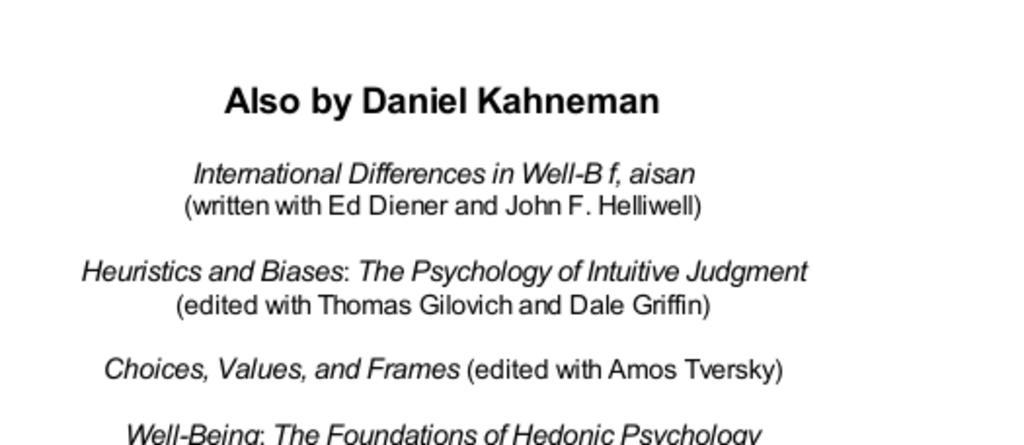 Also by Daniel Kahneman
International Differences in Well-B f, aisan
(written with Ed Diener and John F. Helliwell)
Heuristics and Biases: The Psychology of Intuitive Judgment
(edited with Thomas Gilovich and Dale Griffin)
Choices, Values, and Frames (edited with Amos Tversky)
Well-Being: The Foundations of Hedonic Psychology